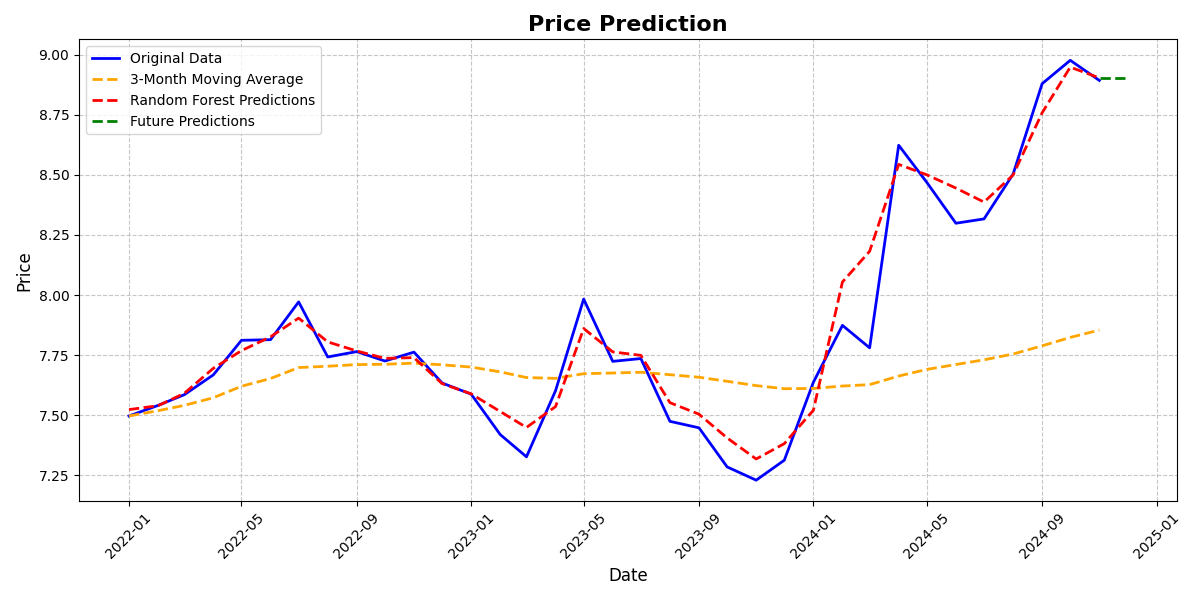 Price Prediction
Original Data
3-Month Moving Average
Random Forest Predictions
Future Predictions
Price
9.00
8.75
8.50
8.25
8.00
7.75
7.50
7.25
2022-01
2022-05
2022-09
2023-01
2023-05
2023-09
2024-01
2024-05
2024-09
2025-01
Date